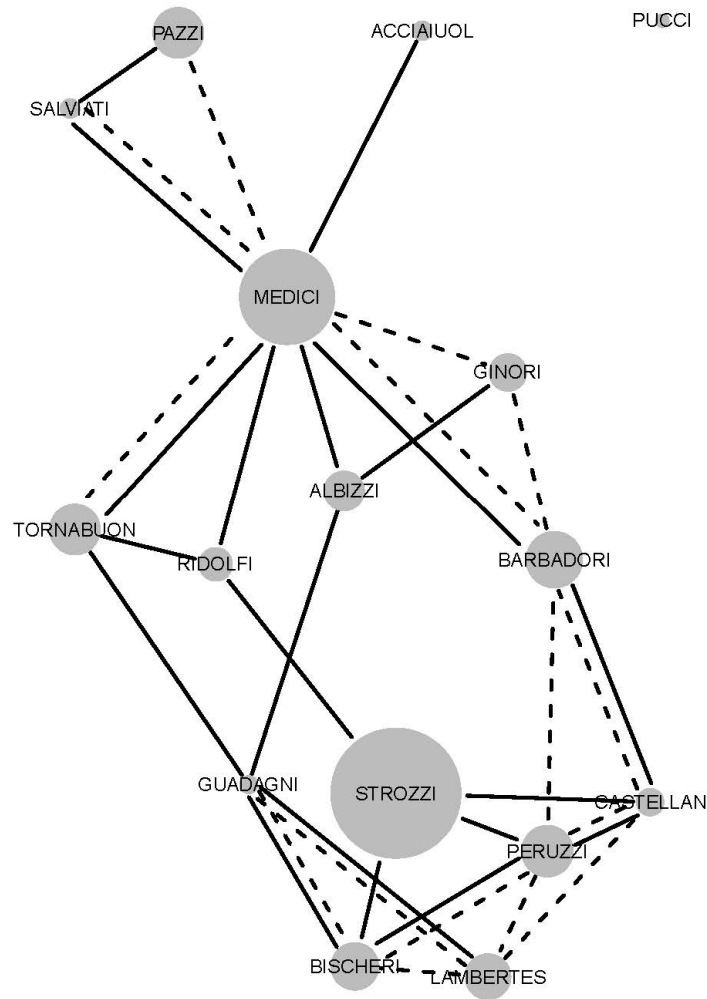 PUCCI
ACCIAIUOL
PAZZI
SALVIATI
MEDICI
GINORI
ALBIZZI
TORNABUON
BARBADORI
RIDOLFI
GUADAGNI
STROZZI
CASTELLAN
PERUZZI
BISCHERI
LAMBERTES